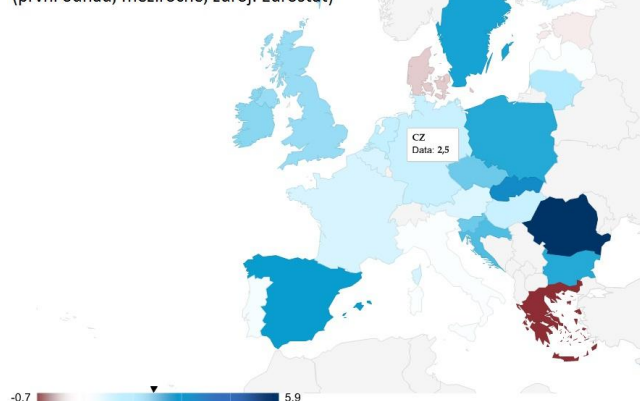 (první odhad, meziročně, zdroj: Eurostat)
CZ
Data: 2,5
-0.7
5.9